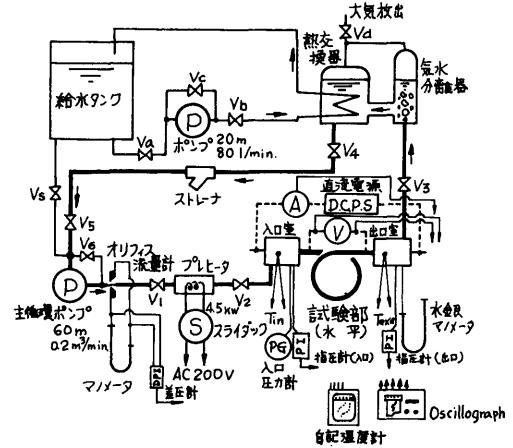 大気放出
Vd
熱交
換器
気水
分離器
給水タンク
Vc
P
Vb
Va
ポンプ 20m
80 l/min.
V4
ストレーナ
V3
Vs
V5
V6
直流電源
A
D.C.P.S
V
入口室
出口室
オリフィス
流量計
プレヒータ
V1
4.5kw
V2
P
主循環ポンプ
60m
0.2m³/min
S
スライダック
AC200V
マノメータ
DPI
差圧計
Tin
PG
入口
圧力計
PI
指圧計(入口)
試験部
(水平)
Texit
PI
指圧計(出口)
水銀
マノメータ
Oscillograph
自記温度計